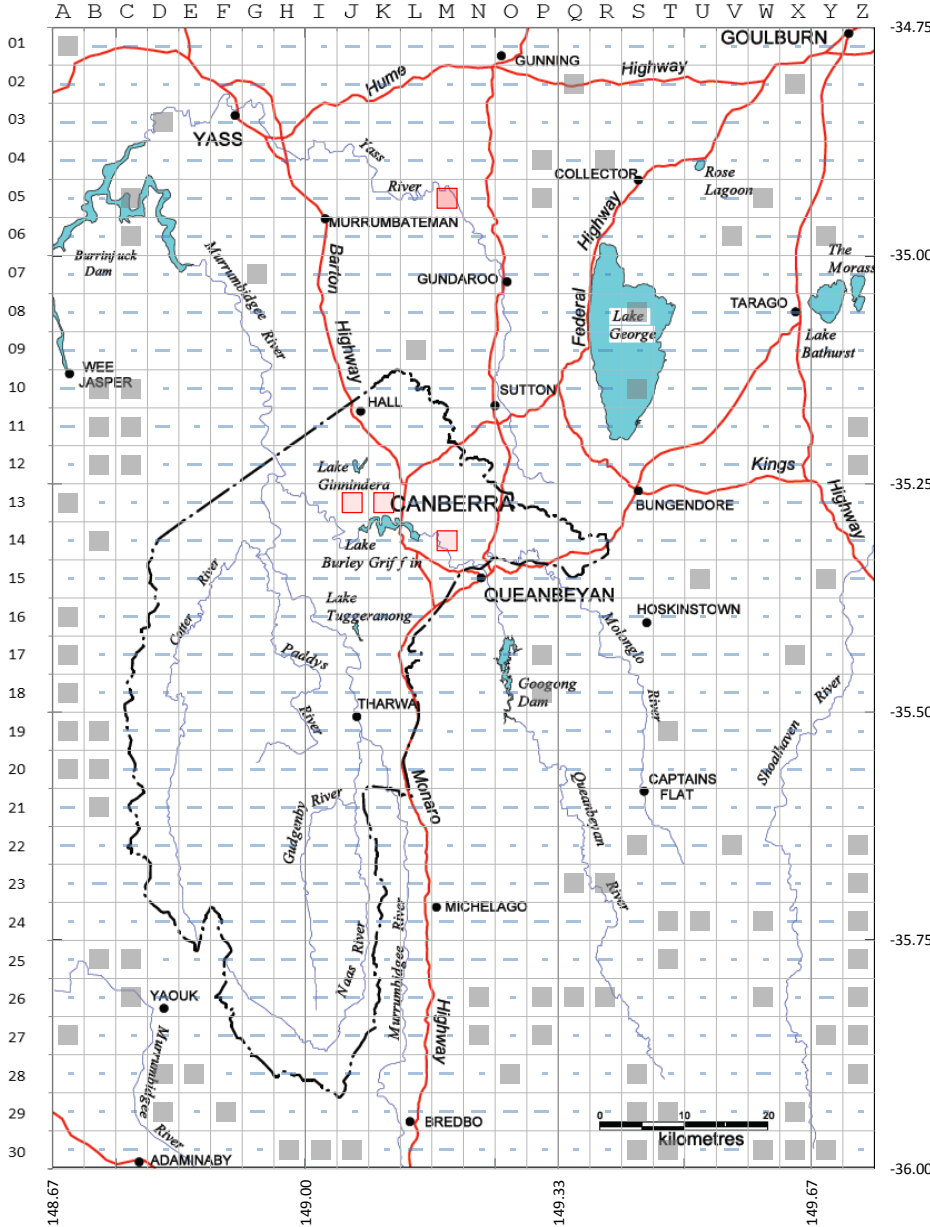 A B C D E F G H I J K L M N O P Q R S T U V W X Y Z
-34.75
01
GOULBURN
GUNNING
Hume
Highway
02
03
YASS
Yass
04
COLLECTOR
Rose
Lagoon
05
River
MURRUMBATEMAN
Highway
06
Burrinjuck
Dam
Murrumbidgee
River
Barton
Highway
The
Morass
-35.00
07
GUNDAROO
Federal
TARAGO
08
Lake
George
Lake
Bathurst
09
WEE
JASPER
10
HALL
SUTTON
11
12
Lake
Ginnindera
Kings
Highway
-35.25
13
CANBERRA
BUNGENDORE
14
Lake
Burley Griffin
15
QUEANBEYAN
Cotter
River
Lake
Tuggeranong
HOSKINSTOWN
16
Molonglo
River
17
Paddys
River
18
Googong
Dam
River
Shoalhaven
THARWA
-35.50
19
20
Monaro
CAPTAINS
FLAT
21
Gudgenby
River
Queanbeyan
River
22
23
MICHELAGO
24
-35.75
25
Naas
River
Murrumbidgee
River
26
YAOUK
Highway
27
Murrumbidgee
River
28
29
BREDBO
0 10 20
kilometres
30
ADAMINABY
-36.00
148.67
149.00
149.33
149.67